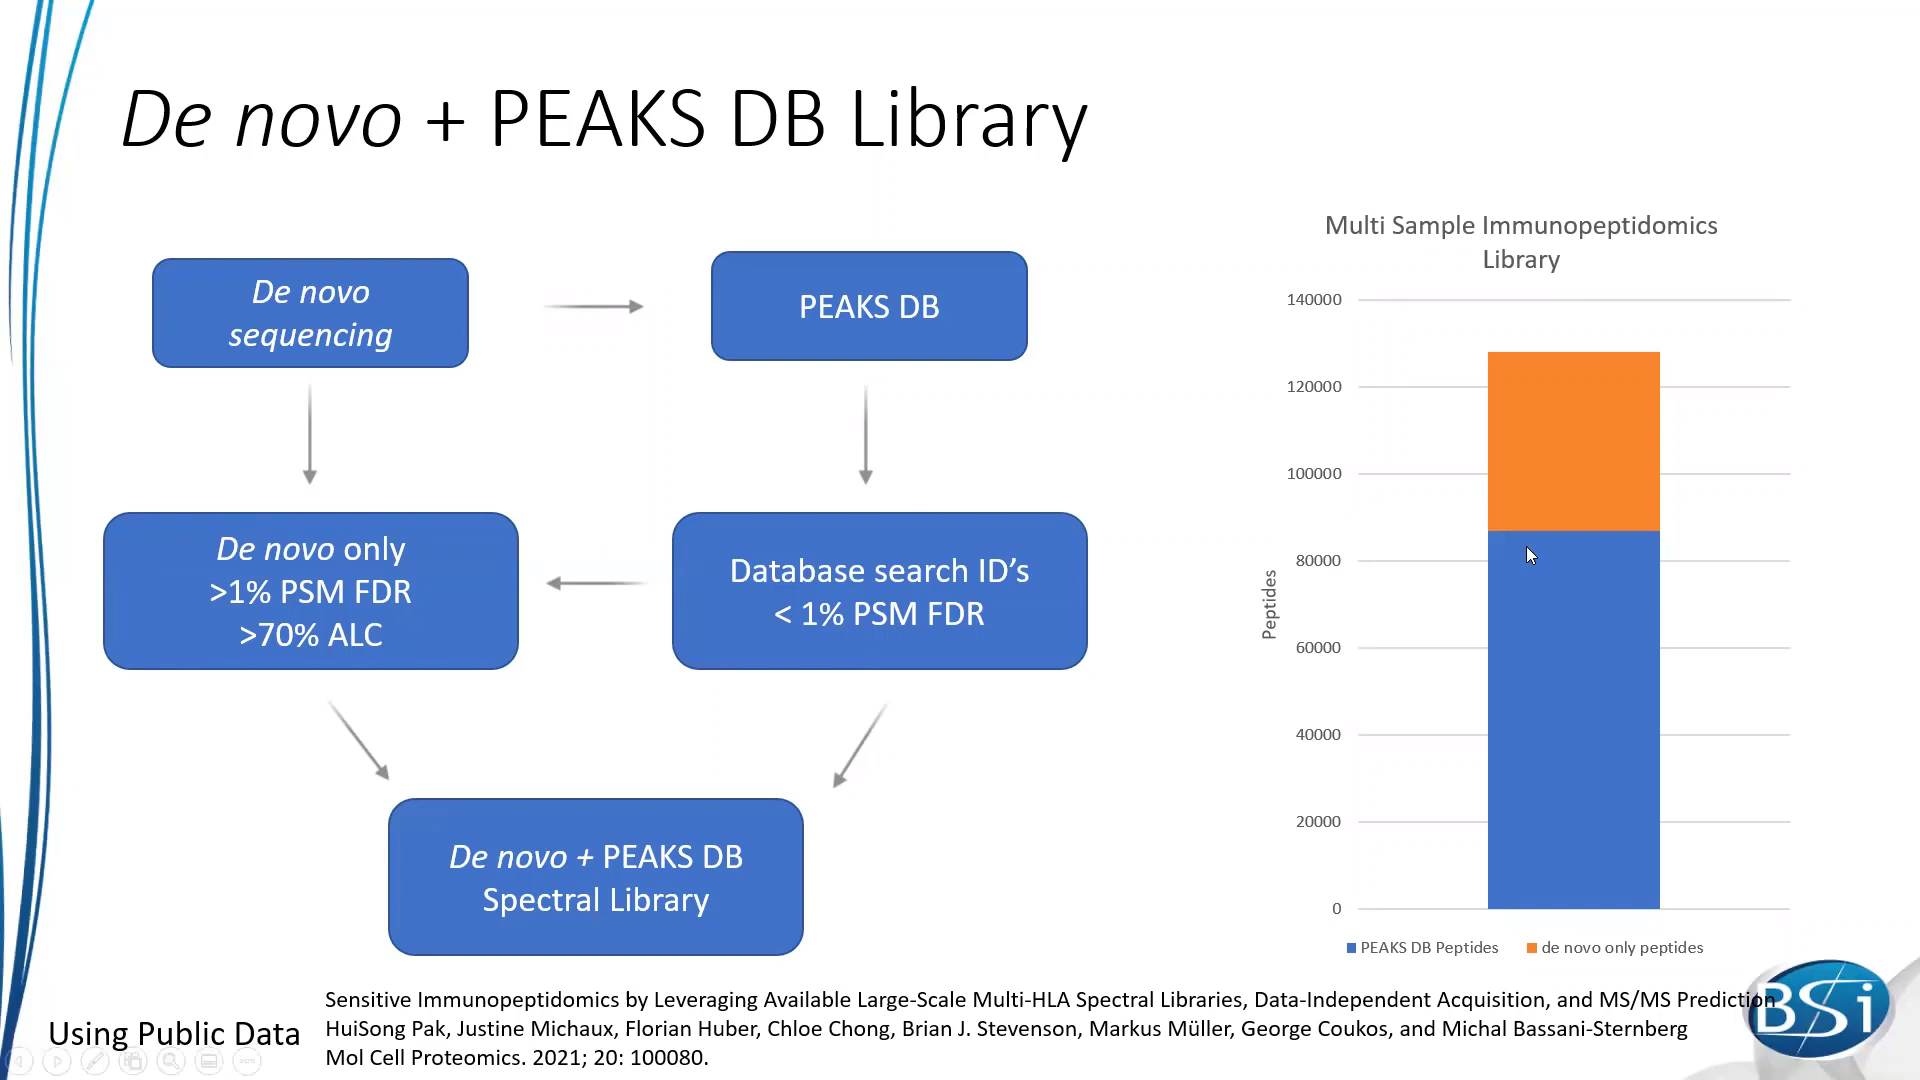 De novo + PEAKS DB Library
De novo
sequencing
PEAKS DB
De novo only
>1% PSM FDR
>70% ALC
Database search ID’s
< 1% PSM FDR
De novo + PEAKS DB
Spectral Library
Multi Sample Immunopeptidomics
Library
140000
120000
100000
80000
60000
40000
20000
0
Peptides
PEAKS DB Peptides
de novo only peptides
Using Public Data
Sensitive Immunopeptidomics by Leveraging Available Large-Scale Multi-HLA Spectral Libraries, Data-Independent Acquisition, and MS/MS Prediction
HuiSong Pak, Justine Michaux, Florian Huber, Chloe Chong, Brian J. Stevenson, Markus Müller, George Coukos, and Michal Bassani-Sternberg
Mol Cell Proteomics. 2021; 20: 100080.
BSi